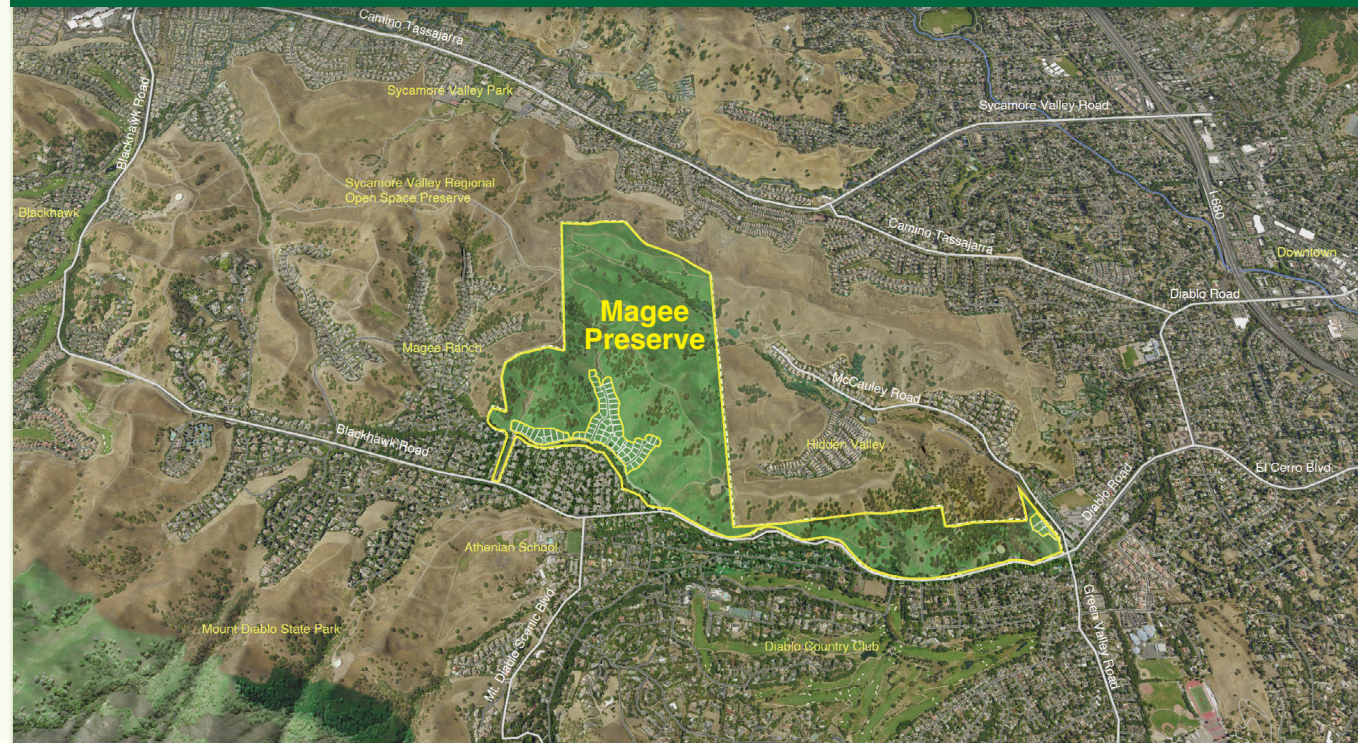 Camino Tassajarra
Sycamore Valley Park
Sycamore Valley Road
Blackhawk Road
Sycamore Valley Regional
Open Space Preserve
Blackhawk
I-680
Camino Tassajarra
Downtown
Diablo Road
Magee
Preserve
Magee Ranch
McCauley Road
Blackhawk Road
Hidden Valley
El Cerro Blvd.
Diablo Road
Athenian School
Mt. Diablo Scenic Blvd.
Green Valley Road
Mount Diablo State Park
Diablo Country Club